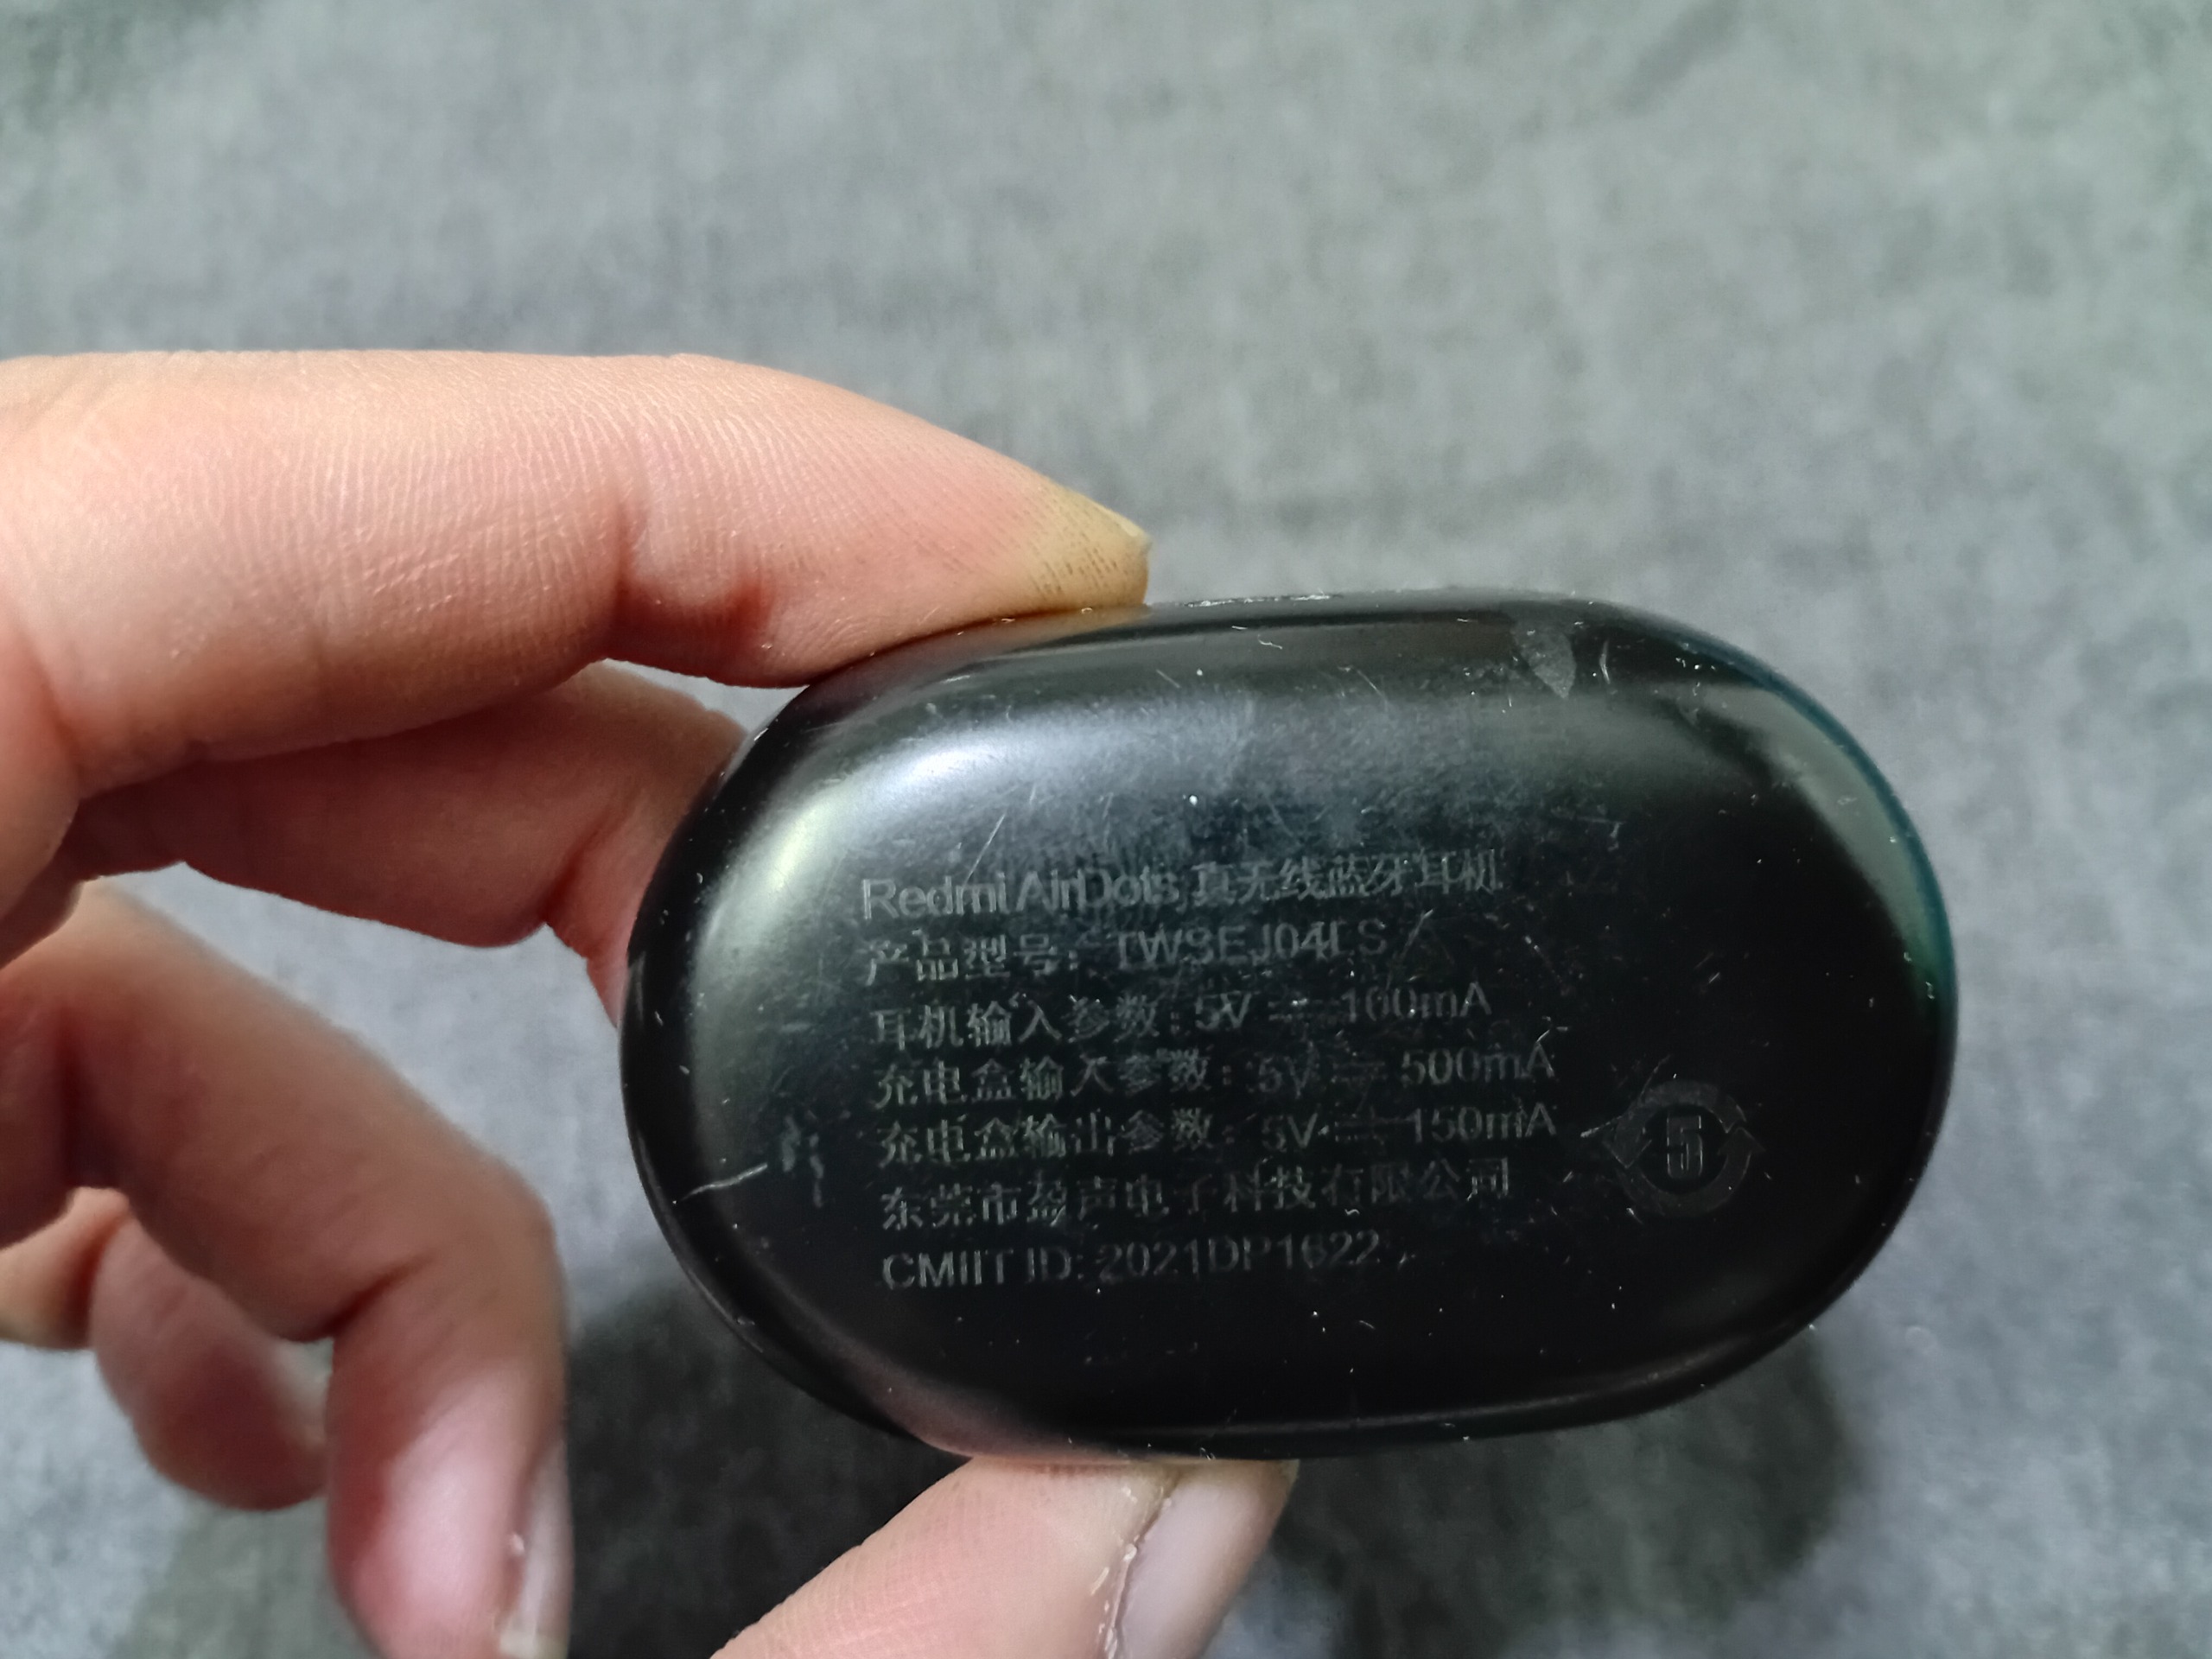 Redmi AirDots 真无线蓝牙耳机
产品型号: TWSEJ04LS
耳机输入参数: 5V ⎓ 100mA
充电盒输入参数: 5V ⎓ 500mA
充电盒输出参数: 5V ⎓ 150mA
东莞市盈声电子科技有限公司
CMIIT ID: 2021DP1622
5